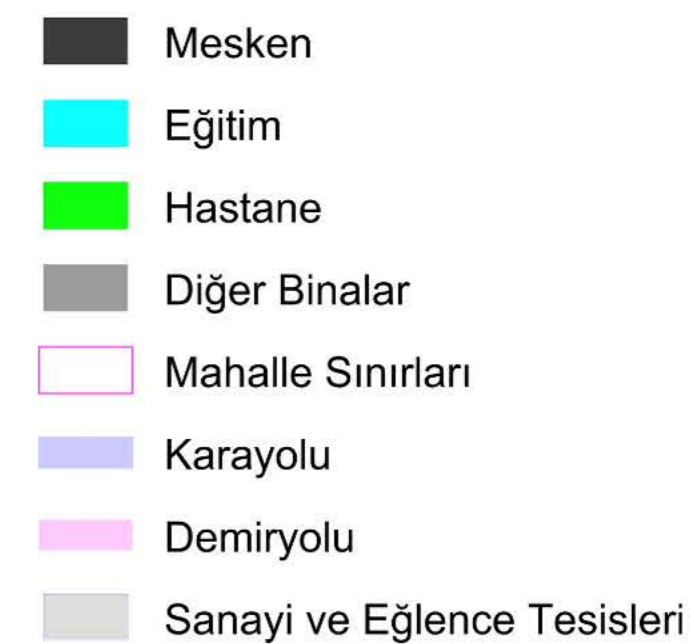 Mesken
Eğitim
Hastane
Diğer Binalar
Mahalle Sınırları
Karayolu
Demiryolu
Sanayi ve Eğlence Tesisleri